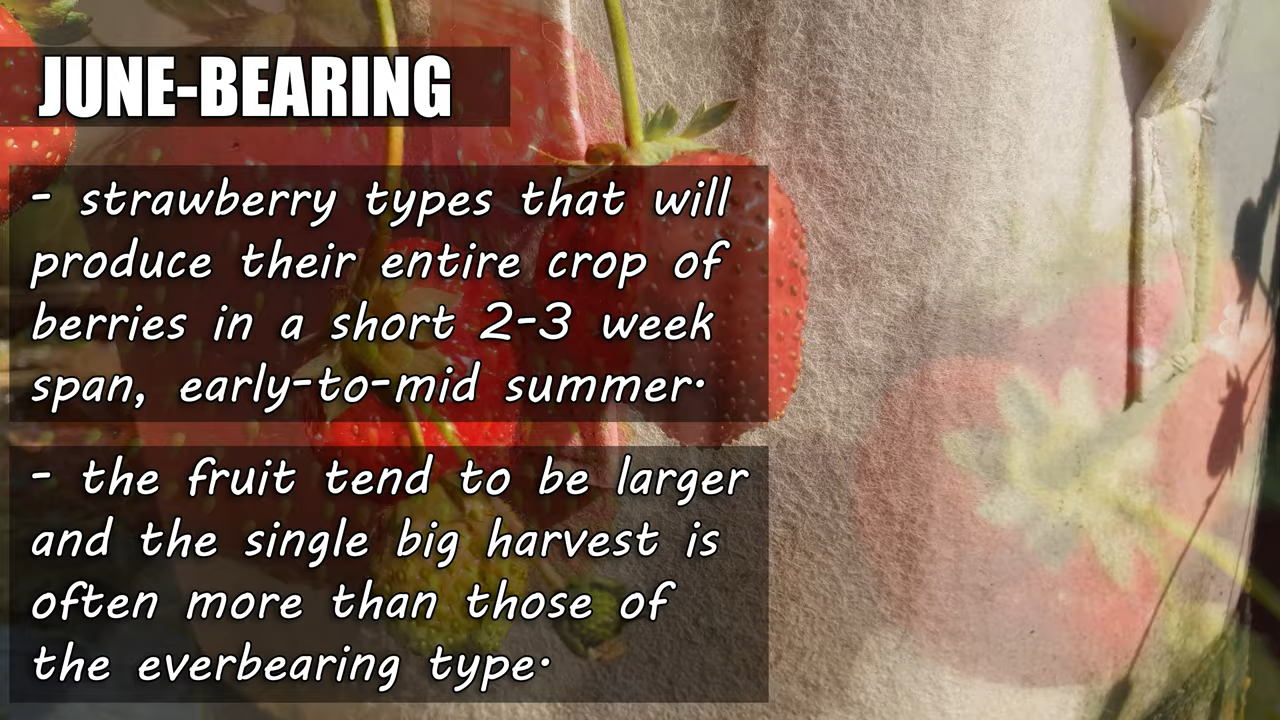 JUNE-BEARING
- strawberry types that will
produce their entire crop of
berries in a short 2-3 week
span, early-to-mid summer.
- the fruit tend to be larger
and the single big harvest is
often more than those of
the everbearing type.